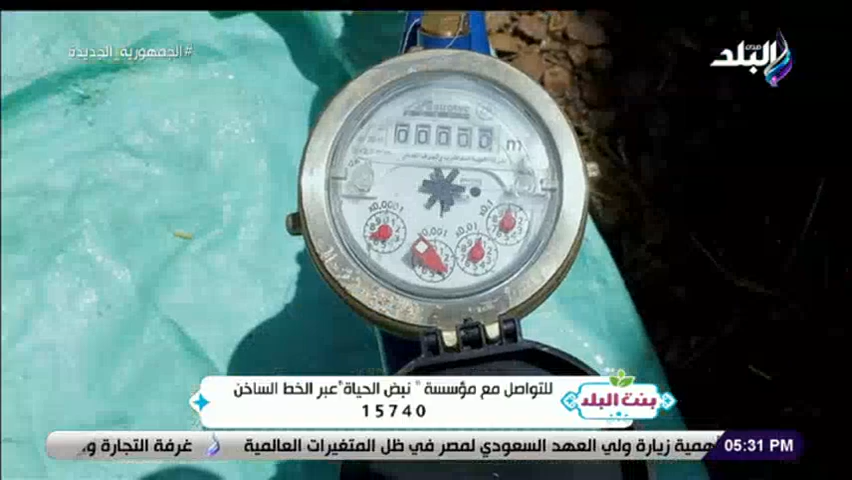 #الجمهورية_الجديدة
صدى
البلد
00000
m
x0,0001
x0,001
x0,01
x0,1
للتواصل مع مؤسسة " نبض الحياة" عبر الخط الساخن
15740
بنت البلد
همية زيارة ولي العهد السعودي لمصر في ظل المتغيرات العالمية
غرفة التجارة و
05:31 PM